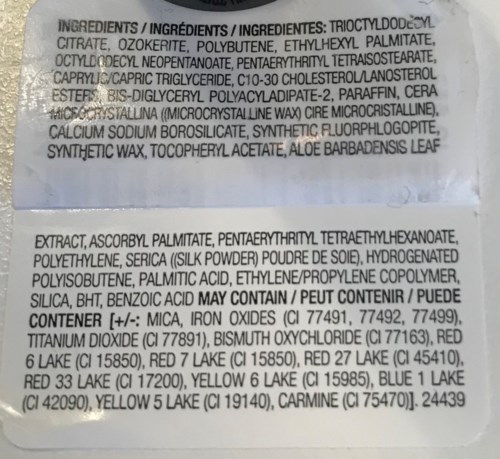 INGREDIENTS / INGRÉDIENTS / INGREDIENTES: TRIOCTYLDODECYL
CITRATE, OZOKERITE, POLYBUTENE, ETHYLHEXYL PALMITATE,
OCTYLDODECYL NEOPENTANOATE, PENTAERYTHRITYL TETRAISOSTEARATE,
CAPRYLIC/CAPRIC TRIGLYCERIDE, C10-30 CHOLESTEROL/LANOSTEROL
ESTERS, BIS-DIGLYCERYL POLYACYLADIPATE-2, PARAFFIN, CERA
MICROCRYSTALLINA ((MICROCRYSTALLINE WAX) CIRE MICROCRISTALLINE),
CALCIUM SODIUM BOROSILICATE, SYNTHETIC FLUORPHLOGOPITE,
SYNTHETIC WAX, TOCOPHERYL ACETATE, ALOE BARBADENSIS LEAF
EXTRACT, ASCORBYL PALMITATE, PENTAERYTHRITYL TETRAETHYLHEXANOATE,
POLYETHYLENE, SERICA ((SILK POWDER) POUDRE DE SOIE), HYDROGENATED
POLYISOBUTENE, PALMITIC ACID, ETHYLENE/PROPYLENE COPOLYMER,
SILICA, BHT, BENZOIC ACID MAY CONTAIN / PEUT CONTENIR / PUEDE
CONTENER [+/-: MICA, IRON OXIDES (CI 77491, 77492, 77499),
TITANIUM DIOXIDE (CI 77891), BISMUTH OXYCHLORIDE (CI 77163), RED
6 LAKE (CI 15850), RED 7 LAKE (CI 15850), RED 27 LAKE (CI 45410),
RED 33 LAKE (CI 17200), YELLOW 6 LAKE (CI 15985), BLUE 1 LAKE
(CI 42090), YELLOW 5 LAKE (CI 19140), CARMINE (CI 75470)]. 24439